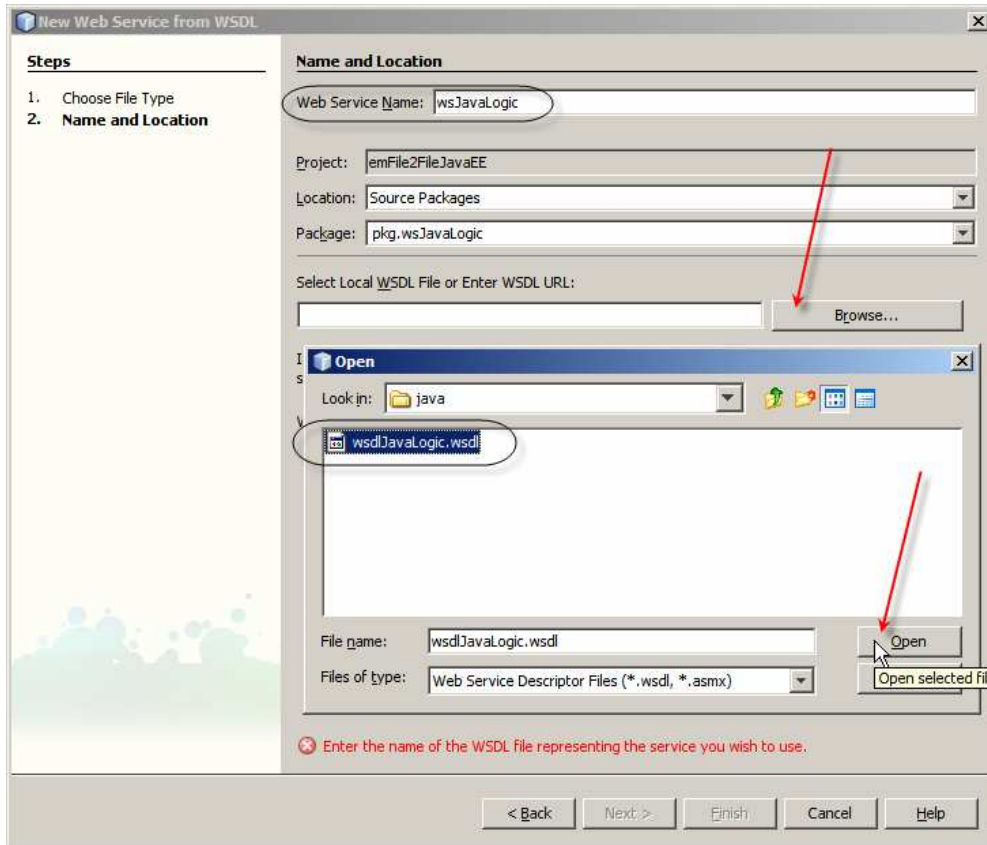 New Web Service from WSDL
Steps
1. Choose File Type
2. Name and Location
Name and Location
Web Service Name: wsJavaLogic
Project: emFile2FileJavaEE
Location: Source Packages
Package: pkg.wsJavaLogic
Select Local WSDL File or Enter WSDL URL:
Browse...
I
s
Open
Look in: java
wsdlJavaLogic.wsdl
File name: wsdlJavaLogic.wsdl
Open
Files of type: Web Service Descriptor Files (*.wsdl, *.asmx)
Open selected fil
Enter the name of the WSDL file representing the service you wish to use.
< Back Next > Finish Cancel Help